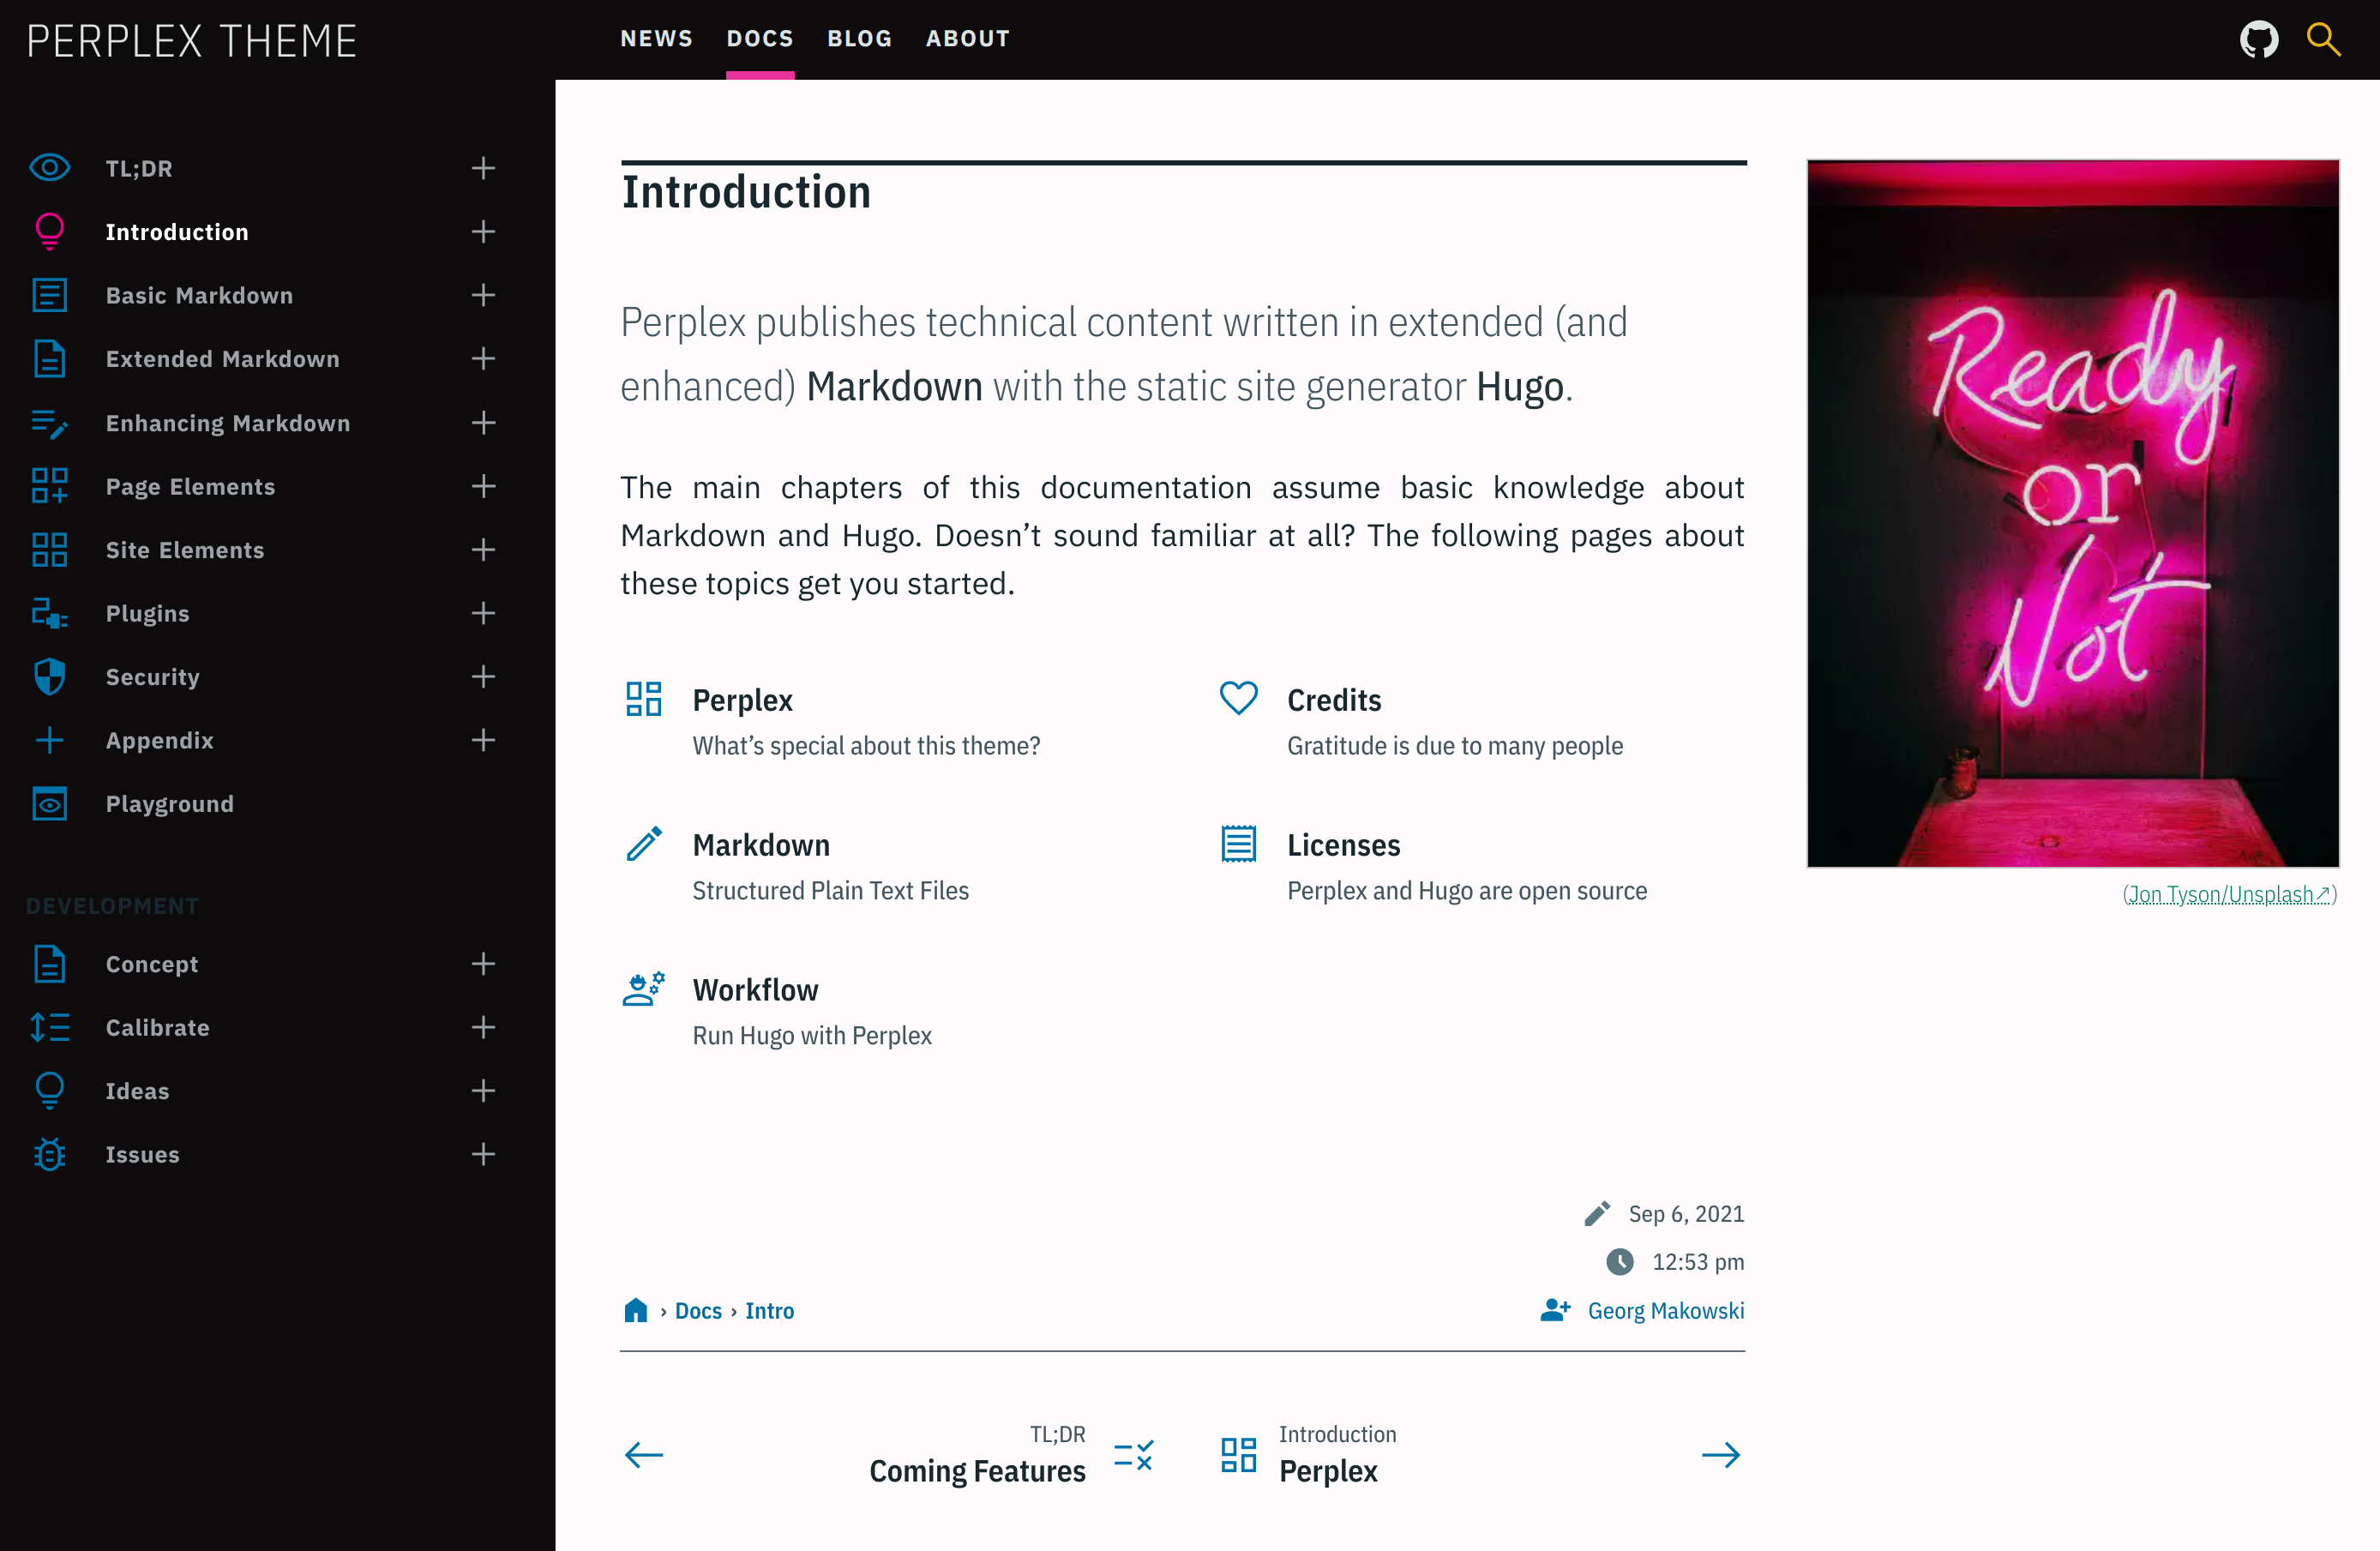 PERPLEX THEME
NEWS DOCS BLOG ABOUT
TL;DR
Introduction
Basic Markdown
Extended Markdown
Enhancing Markdown
Page Elements
Site Elements
Plugins
Security
Appendix
Playground
DEVELOPMENT
Concept
Calibrate
Ideas
Issues
Introduction
Perplex publishes technical content written in extended (and
enhanced) Markdown with the static site generator Hugo.
The main chapters of this documentation assume basic knowledge about
Markdown and Hugo. Doesn’t sound familiar at all? The following pages about
these topics get you started.
Perplex
What’s special about this theme?
Credits
Gratitude is due to many people
Markdown
Structured Plain Text Files
Licenses
Perplex and Hugo are open source
Workflow
Run Hugo with Perplex
Ready
or
Not
(Jon Tyson/Unsplash↗)
Sep 6, 2021
12:53 pm
› Docs › Intro
Georg Makowski
TL;DR
Coming Features
Introduction
Perplex